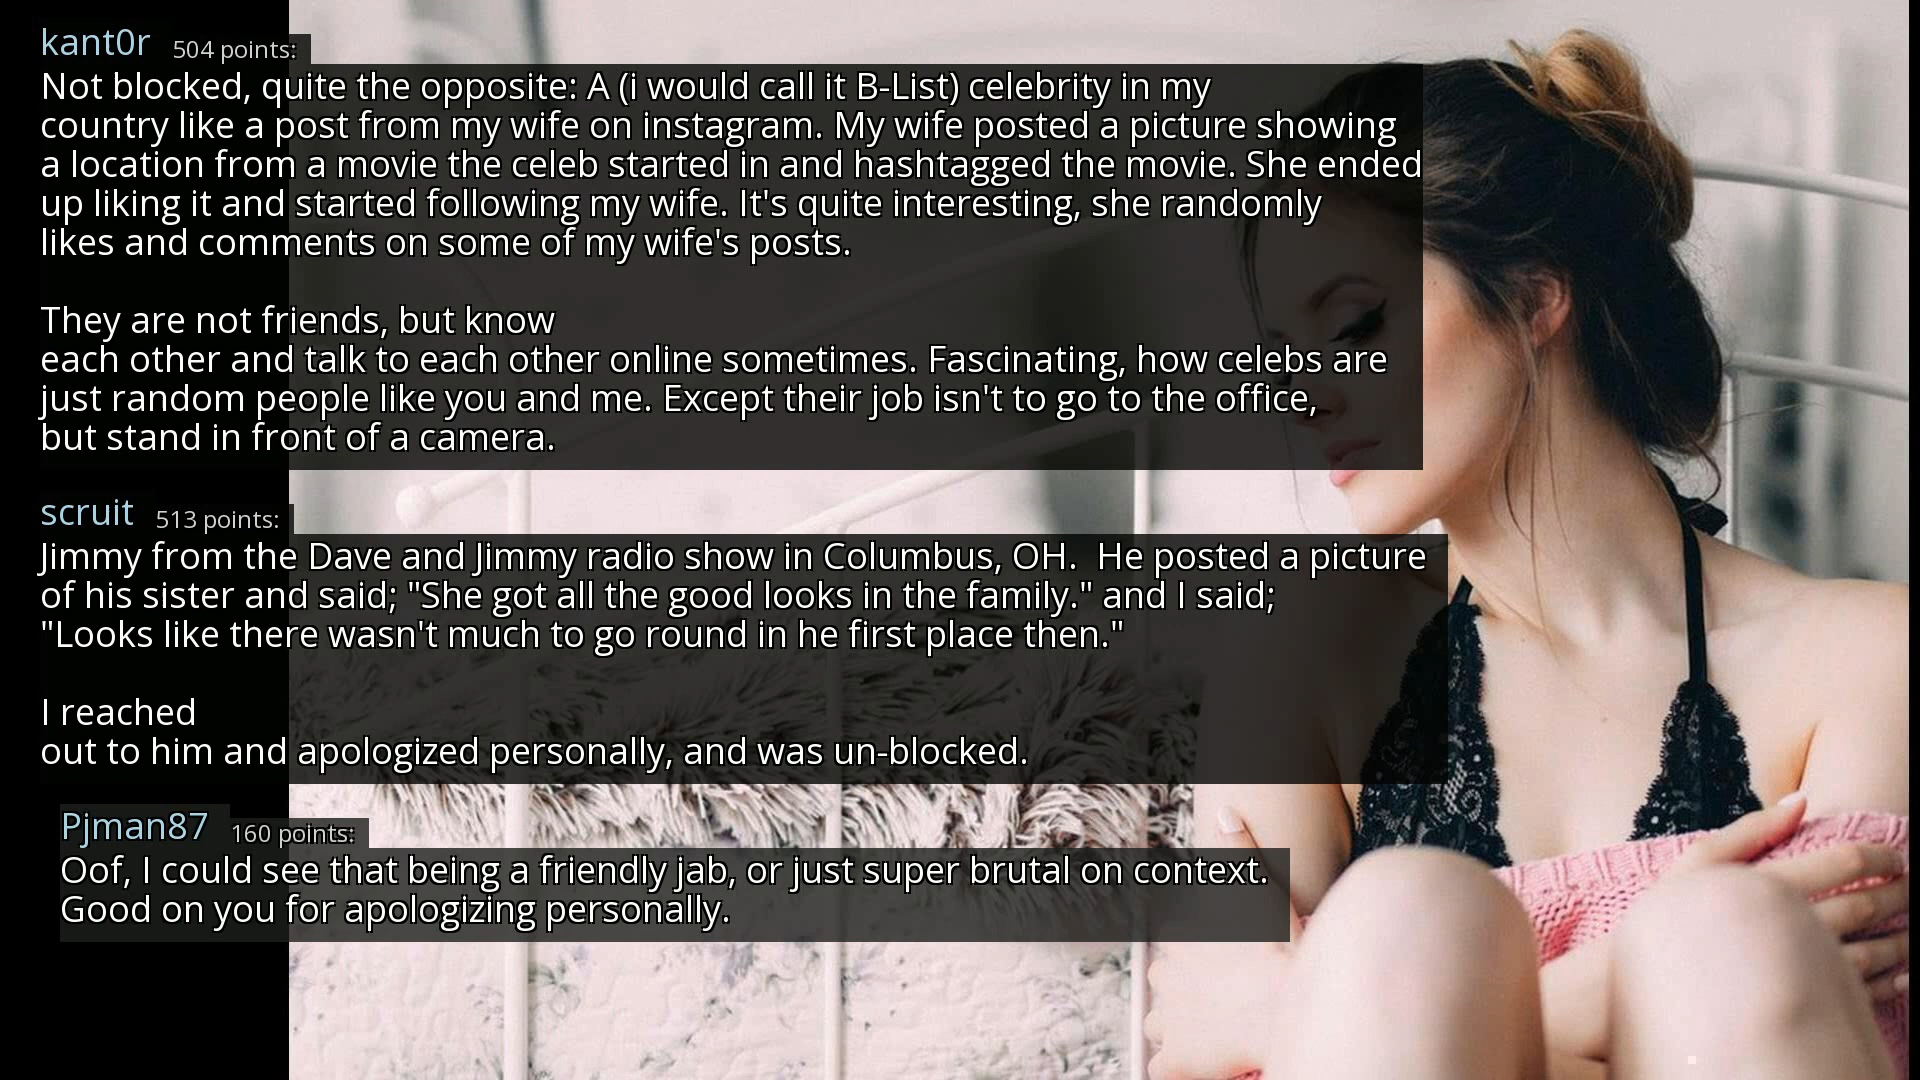 kant0r 504 points:
Not blocked, quite the opposite: A (i would call it B-List) celebrity in my
country like a post from my wife on instagram. My wife posted a picture showing
a location from a movie the celeb started in and hashtagged the movie. She ended
up liking it and started following my wife. It's quite interesting, she randomly
likes and comments on some of my wife's posts.
They are not friends, but know
each other and talk to each other online sometimes. Fascinating, how celebs are
just random people like you and me. Except their job isn't to go to the office,
but stand in front of a camera.
scruit 513 points:
Jimmy from the Dave and Jimmy radio show in Columbus, OH.  He posted a picture
of his sister and said; "She got all the good looks in the family." and I said;
"Looks like there wasn't much to go round in he first place then."
I reached
out to him and apologized personally, and was un-blocked.
Pjman87 160 points:
Oof, I could see that being a friendly jab, or just super brutal on context.
Good on you for apologizing personally.